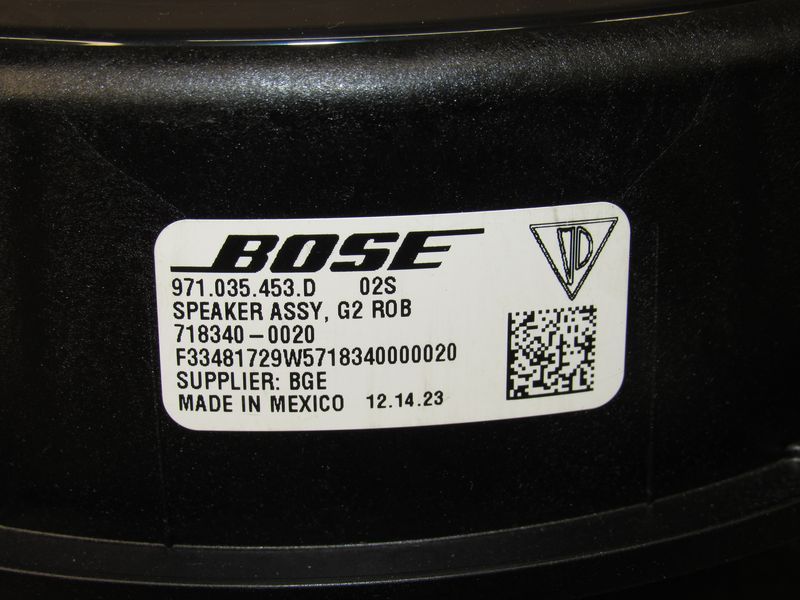 BOSE
971.035.453.D 02S
SPEAKER ASSY, G2 ROB
718340-0020
F33481729W5718340000020
SUPPLIER: BGE
MADE IN MEXICO 12.14.23